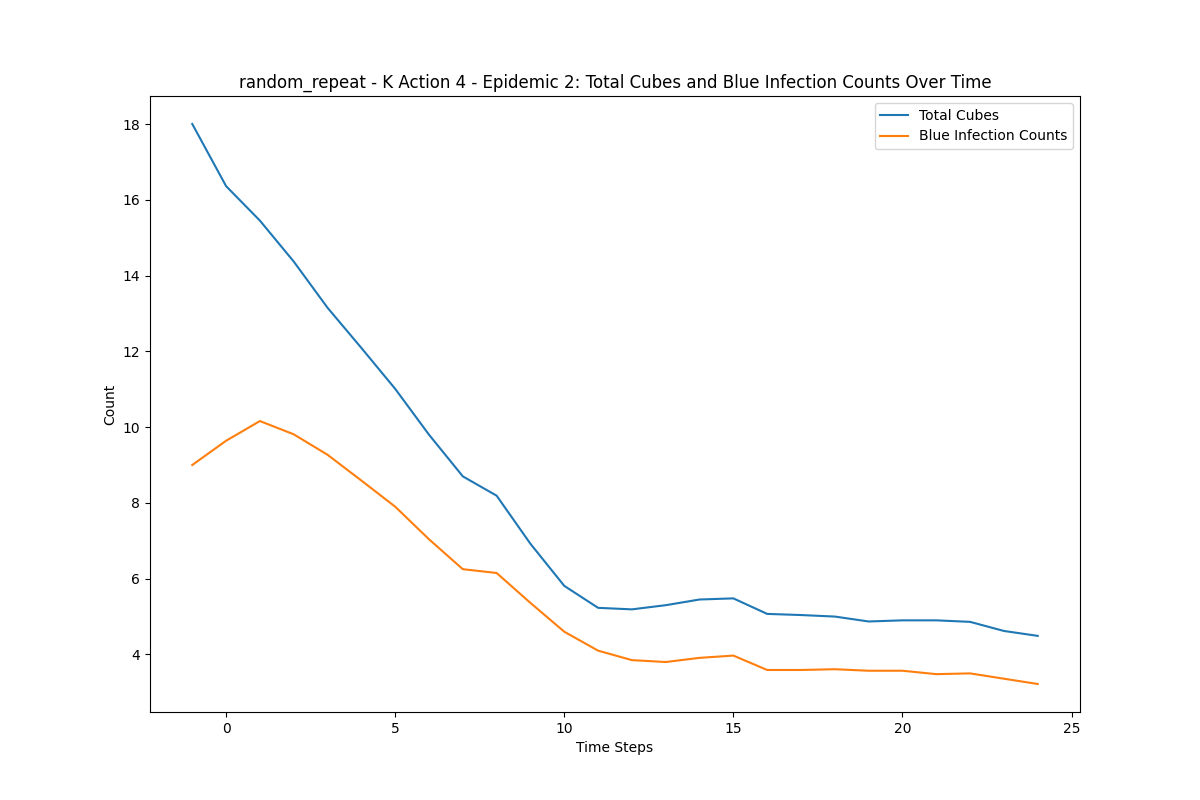 random_repeat - K Action 4 - Epidemic 2: Total Cubes and Blue Infection Counts Over Time
Total Cubes
Blue Infection Counts
18
16
14
12
10
8
6
4
Count
0 5 10 15 20 25
Time Steps